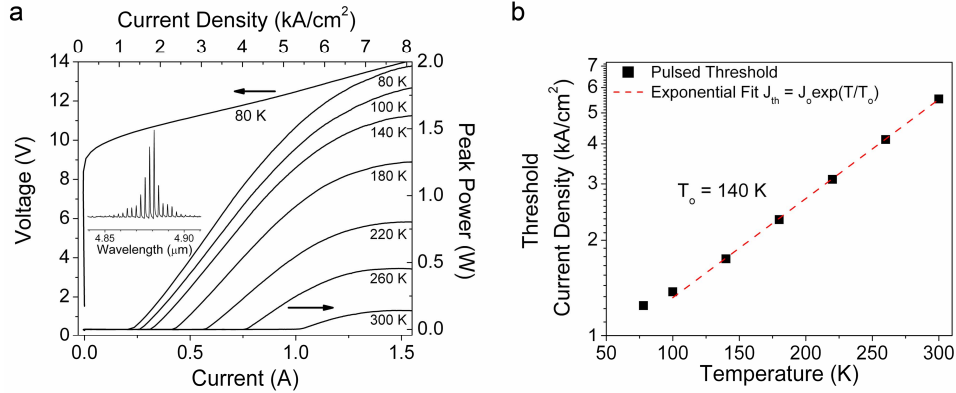 a
Current Density (kA/cm²)
0 1 2 3 4 5 6 7 8
Voltage (V)
14
12
10
8
6
4
2
0
80 K
4.85 4.90
Wavelength (μm)
80 K
100 K
140 K
180 K
220 K
260 K
300 K
2.0
1.5
1.0
0.5
0.0
Peak Power (W)
0.0 0.5 1.0 1.5
Current (A)
b
Threshold
Current Density (kA/cm²)
7
6
5
4
3
2
1
Pulsed Threshold
Exponential Fit Jth = Joexp(T/To)
To = 140 K
50 100 150 200 250 300
Temperature (K)